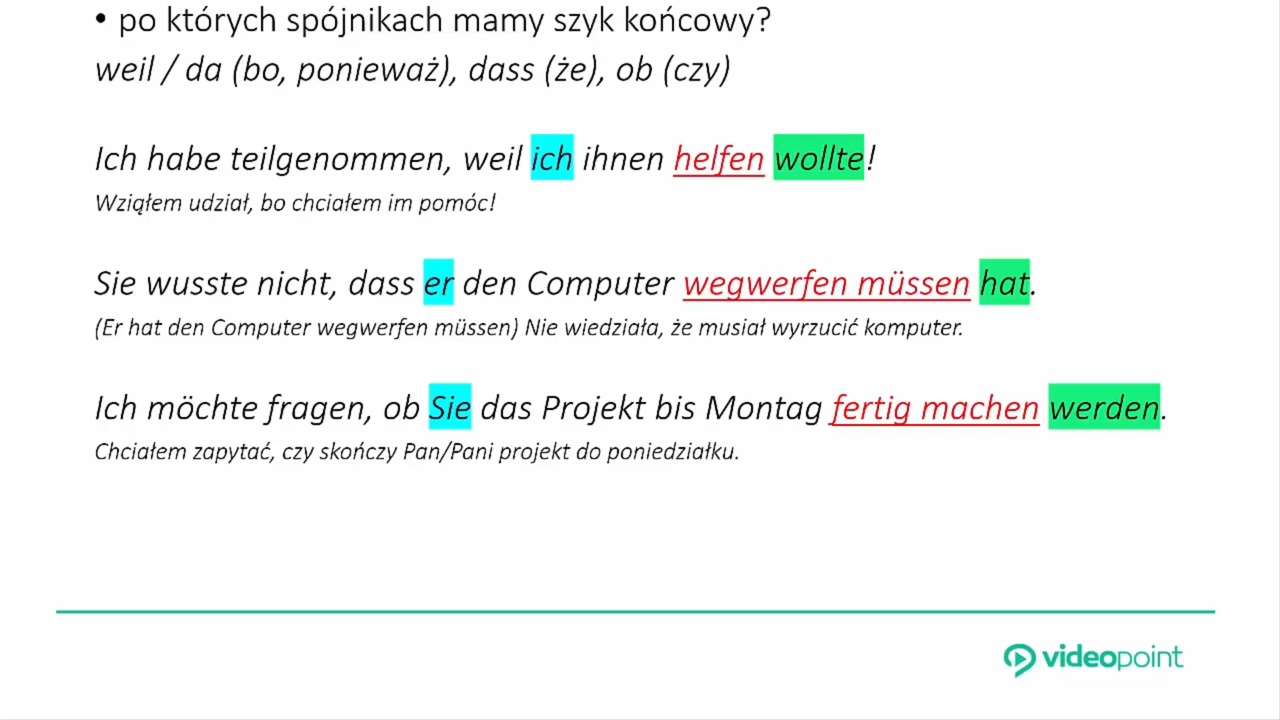 • po których spójnikach mamy szyk końcowy?
weil / da (bo, ponieważ), dass (że), ob (czy)
Ich habe teilgenommen, weil ich ihnen helfen wollte!
Wziąłem udział, bo chciałem im pomóc!
Sie wusste nicht, dass er den Computer wegwerfen müssen hat.
(Er hat den Computer wegwerfen müssen) Nie wiedziała, że musiał wyrzucić komputer.
Ich möchte fragen, ob Sie das Projekt bis Montag fertig machen werden.
Chciałem zapytać, czy skończy Pan/Pani projekt do poniedziałku.
videopoint